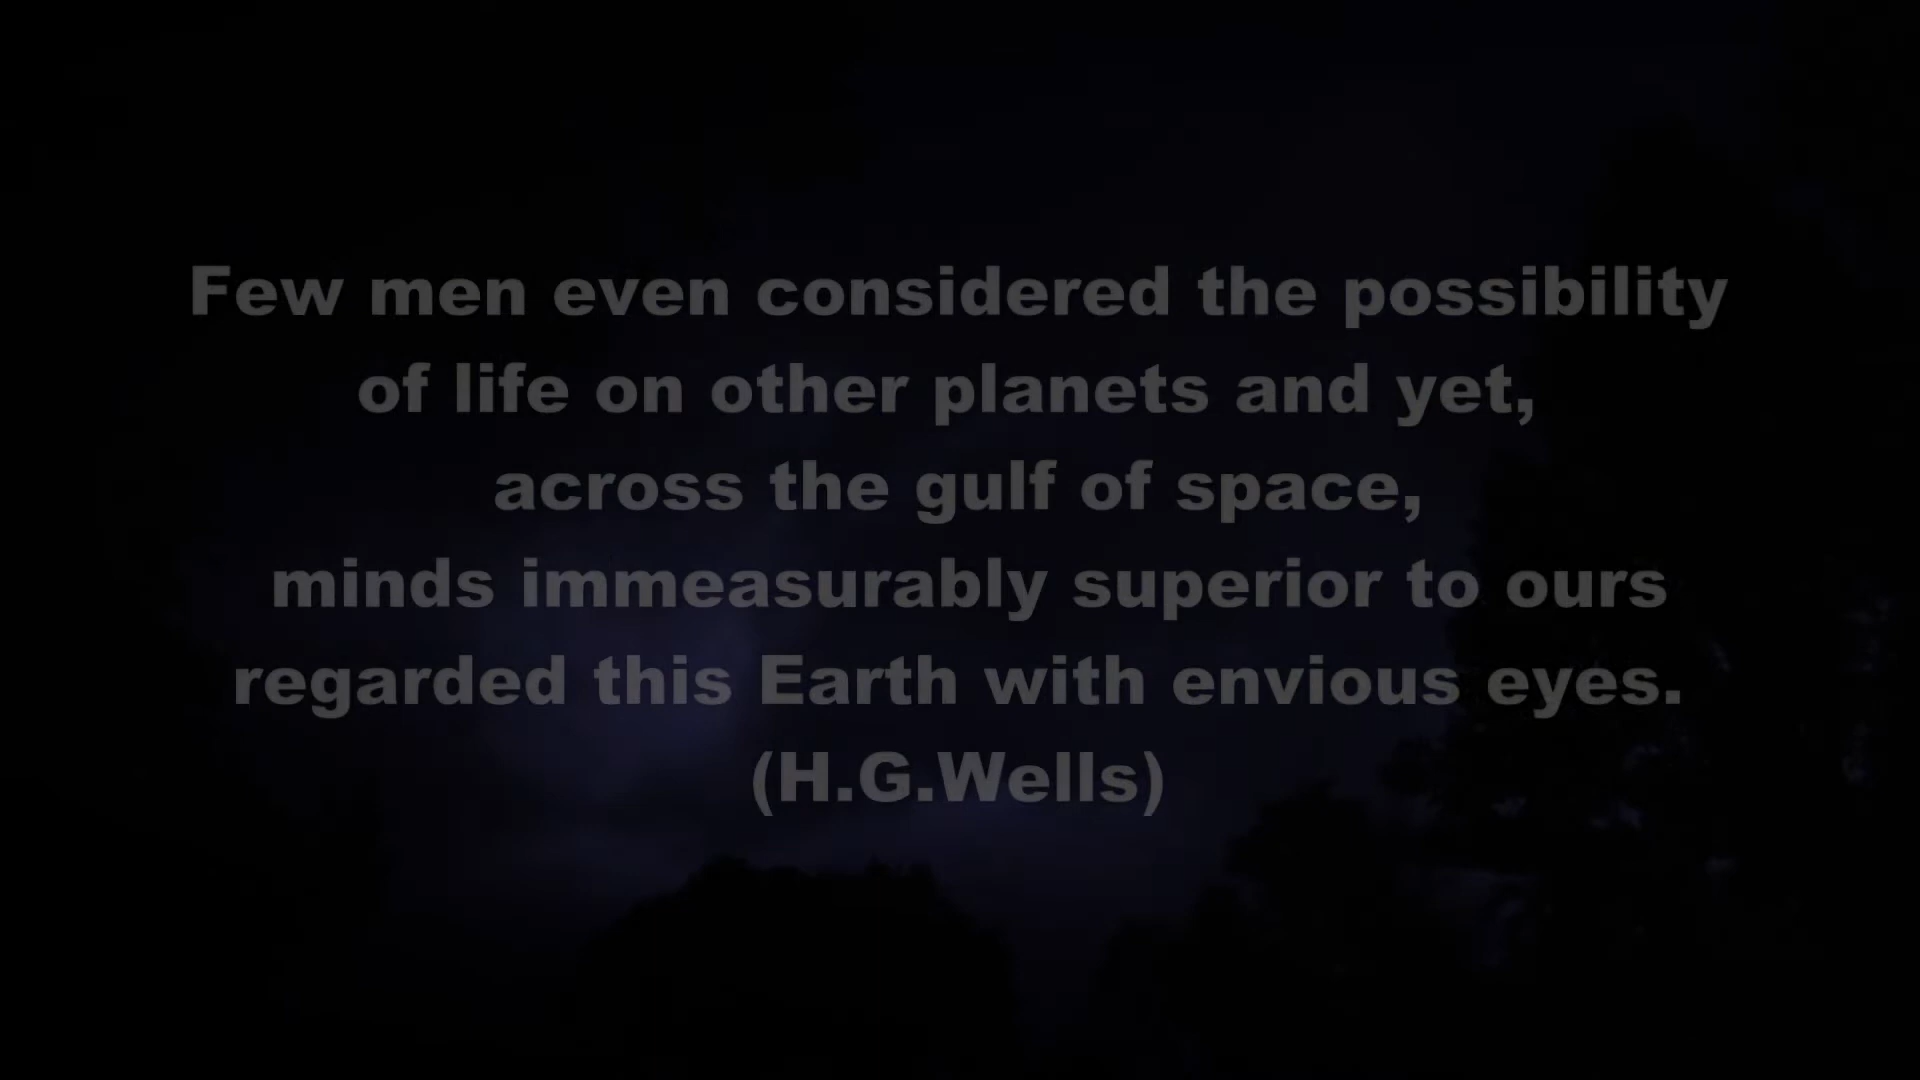 Few men even considered the possibility
of life on other planets and yet,
across the gulf of space,
minds immeasurably superior to ours
regarded this Earth with envious eyes.
(H.G.Wells)